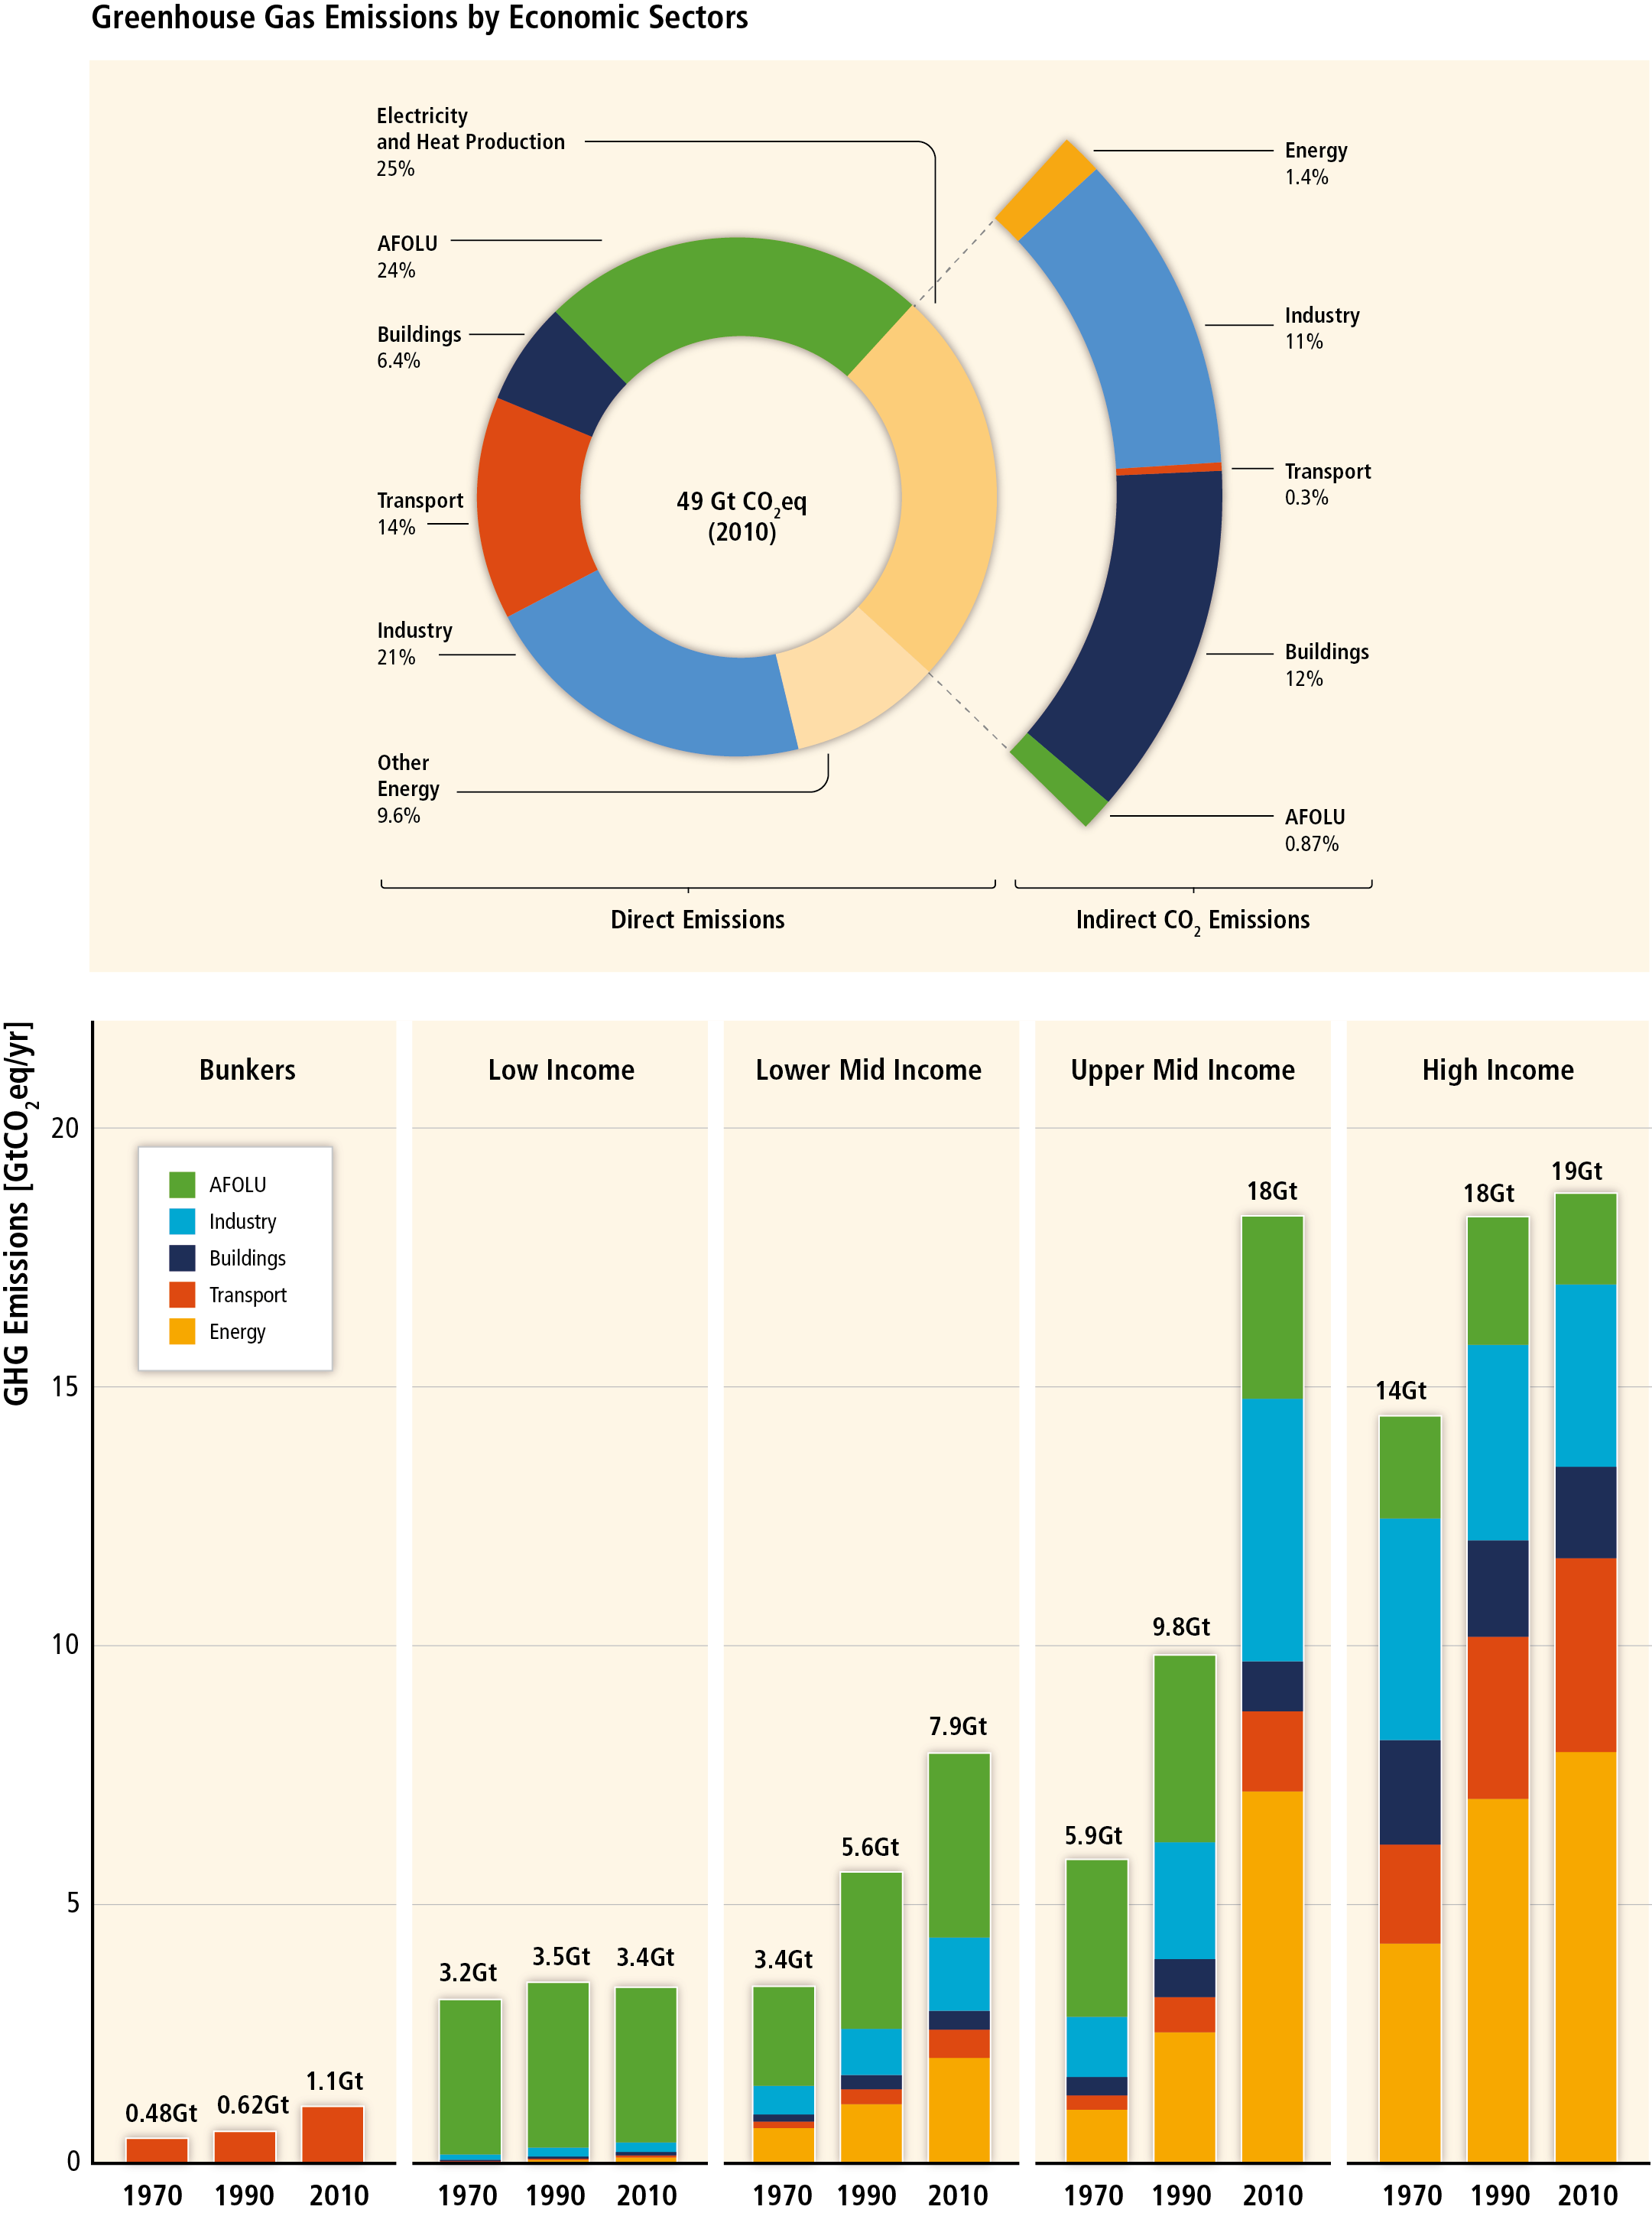 Greenhouse Gas Emissions by Economic Sectors
Electricity
and Heat Production
25%
AFOLU
24%
Buildings
6.4%
Transport
14%
Industry
21%
Other
Energy
9.6%
49 Gt CO2eq
(2010)
Energy
1.4%
Industry
11%
Transport
0.3%
Buildings
12%
AFOLU
0.87%
Direct Emissions
Indirect CO2 Emissions
GHG Emissions [GtCO2eq/yr]
20
15
10
5
0
Bunkers
AFOLU
Industry
Buildings
Transport
Energy
0.48Gt
0.62Gt
1.1Gt
1970
1990
2010
Low Income
3.2Gt
3.5Gt
3.4Gt
1970
1990
2010
Lower Mid Income
3.4Gt
5.6Gt
7.9Gt
1970
1990
2010
Upper Mid Income
5.9Gt
9.8Gt
18Gt
1970
1990
2010
High Income
14Gt
18Gt
19Gt
1970
1990
2010